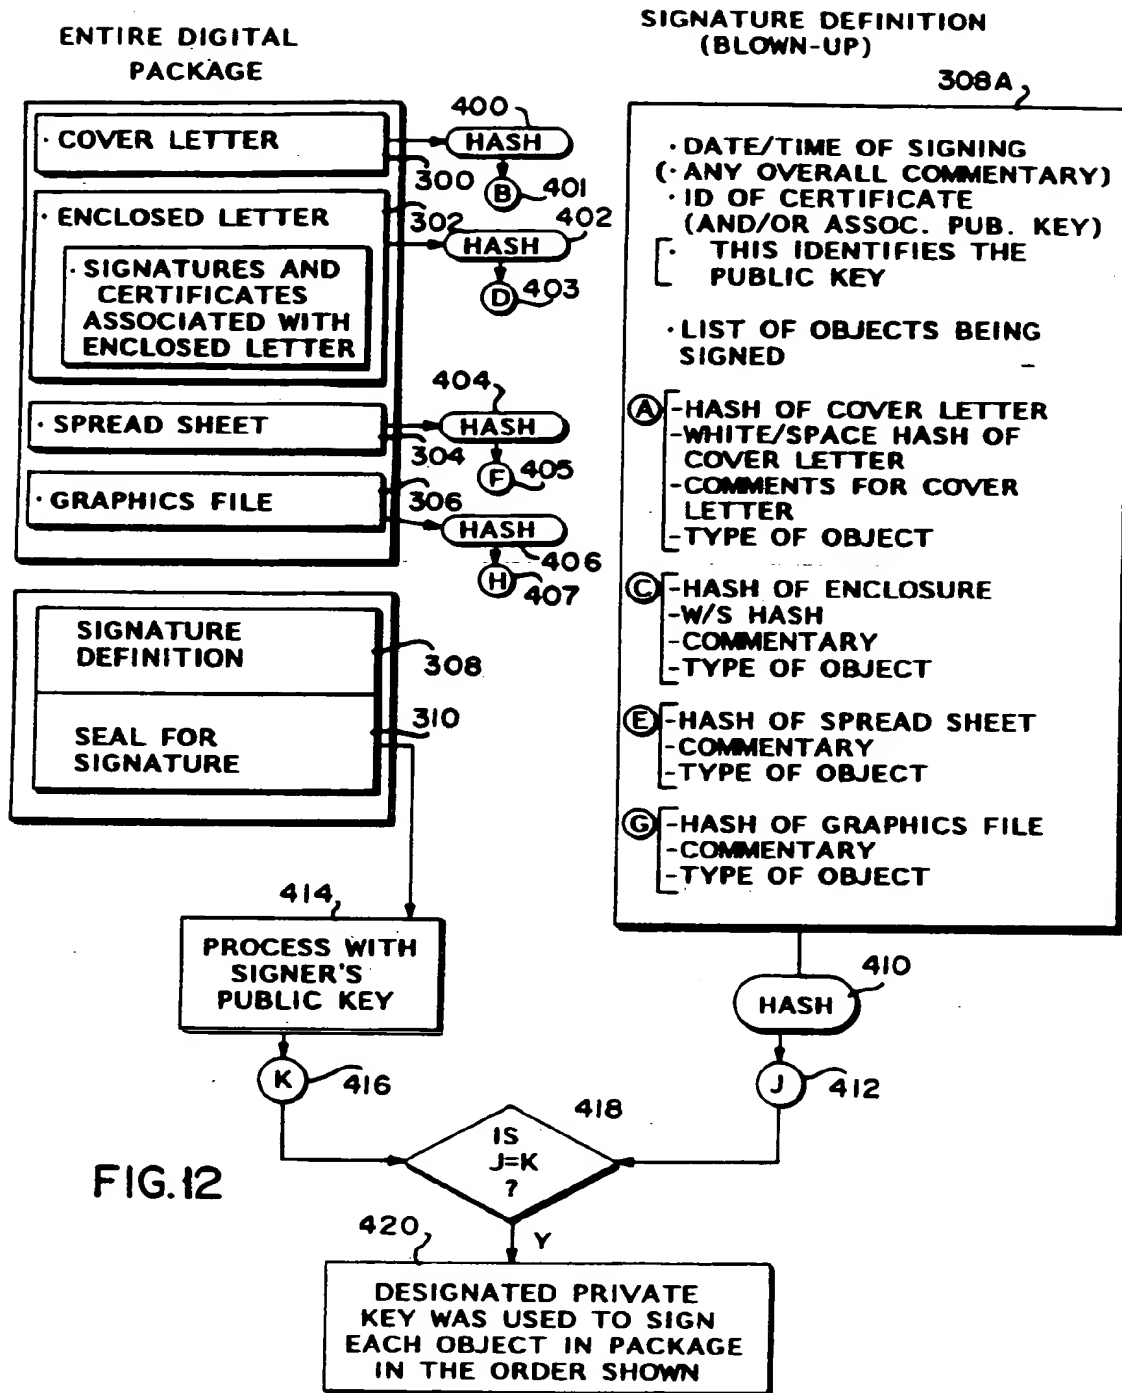 ENTIRE DIGITAL
PACKAGE
· COVER LETTER
300
400
HASH
B
401
· ENCLOSED LETTER
302
402
HASH
D
403
· SIGNATURES AND
CERTIFICATES
ASSOCIATED WITH
ENCLOSED LETTER
· SPREAD SHEET
304
404
HASH
F
405
· GRAPHICS FILE
306
HASH
406
H
407
SIGNATURE
DEFINITION
308
SEAL FOR
SIGNATURE
310
SIGNATURE DEFINITION
(BLOWN-UP)
308A
· DATE/TIME OF SIGNING
(· ANY OVERALL COMMENTARY)
· ID OF CERTIFICATE
(AND/OR ASSOC. PUB. KEY)
· THIS IDENTIFIES THE
PUBLIC KEY
· LIST OF OBJECTS BEING
SIGNED
A
-HASH OF COVER LETTER
-WHITE/SPACE HASH OF
COVER LETTER
-COMMENTS FOR COVER
LETTER
-TYPE OF OBJECT
C
-HASH OF ENCLOSURE
-W/S HASH
-COMMENTARY
-TYPE OF OBJECT
E
-HASH OF SPREAD SHEET
-COMMENTARY
-TYPE OF OBJECT
G
-HASH OF GRAPHICS FILE
-COMMENTARY
-TYPE OF OBJECT
414
PROCESS WITH
SIGNER'S
PUBLIC KEY
K
416
410
HASH
J
412
418
IS
J=K
?
Y
FIG.12
420
DESIGNATED PRIVATE
KEY WAS USED TO SIGN
EACH OBJECT IN PACKAGE
IN THE ORDER SHOWN